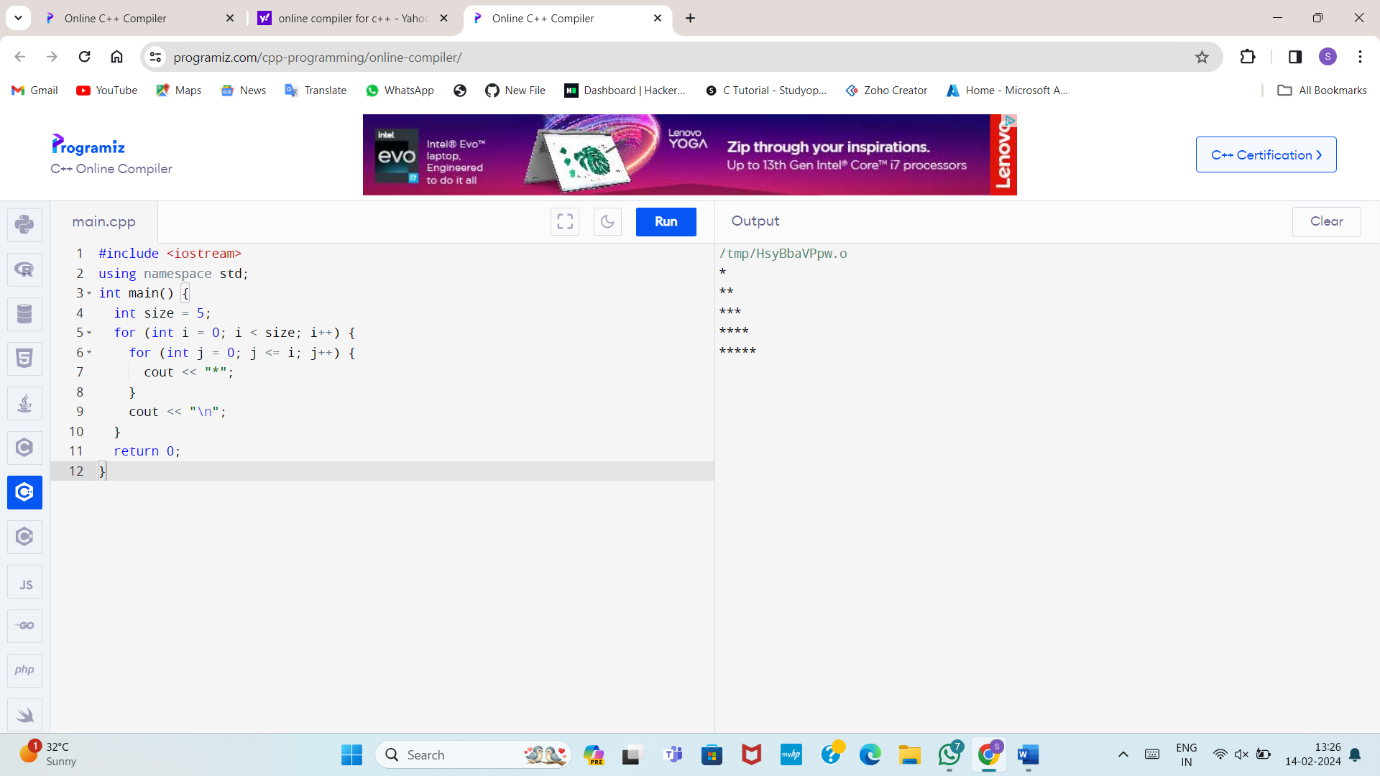 Online C++ Compiler
online compiler for c++ - Yahoo
Online C++ Compiler
programiz.com/cpp-programming/online-compiler/
S
Gmail
YouTube
Maps
News
Translate
WhatsApp
New File
Dashboard | Hacker...
C Tutorial - Studyop...
Zoho Creator
Home - Microsoft A...
All Bookmarks
Programiz
C++ Online Compiler
intel
evo
i7
Intel® Evo™
laptop.
Engineered
to do it all
Lenovo
YOGA
Zip through your inspirations.
Up to 13th Gen Intel® Core™ i7 processors
Lenovo
C++ Certification
main.cpp
Run
Output
Clear
1 #include <iostream>
2 using namespace std;
3 int main() {
4 int size = 5;
5 for (int i = 0; i < size; i++) {
6 for (int j = 0; j <= i; j++) {
7 cout << "*";
8 }
9 cout << "\n";
10 }
11 return 0;
12 }
/tmp/HsyBbaVPpw.o
*
**
***
****
*****
JS
GO
php
1
32°C
Sunny
Search
PRE
myhp
7
S
ENG
IN
13:26
14-02-2024